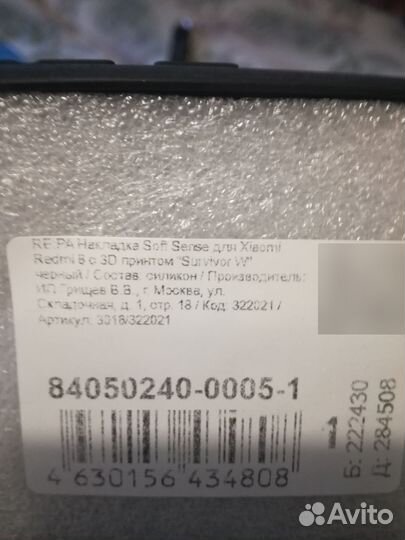 RE:PA Накладка Soft Sense для Xiaomi
Redmi 8 с 3D принтом "Survivor W"
черный / Состав: силикон / Производитель:
ИП Грищев В.В., г. Москва, ул.
Складочная, д. 1, стр. 18 / Код: 322021 /
Артикул: 3018/322021
84050240-0005-1
4 630156 434808
Б: 222430
Д: 284508
Avito